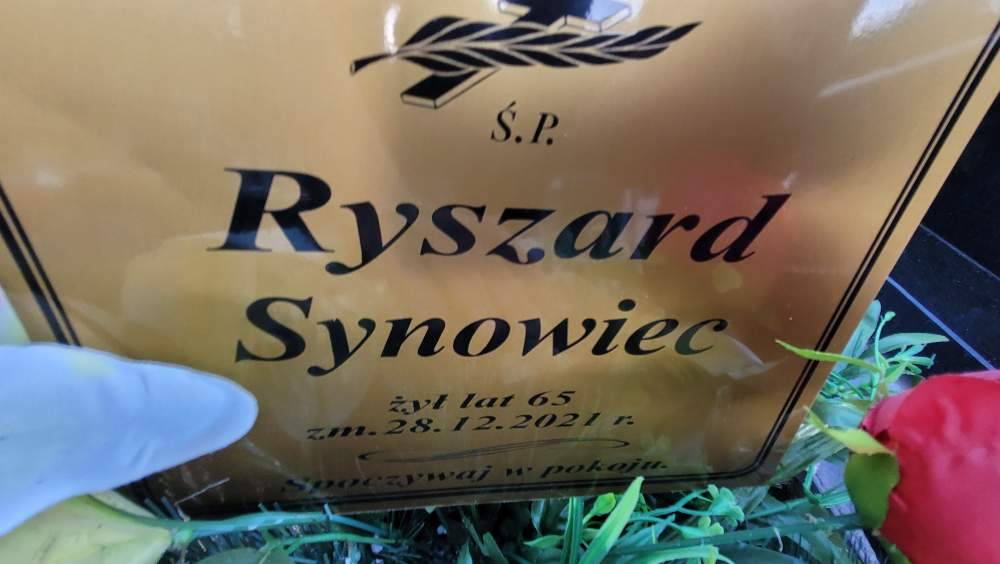 Ś.P.
Ryszard
Synowiec
żył lat 65
zm.28.12.2021 r.
Spoczywaj w pokoju.